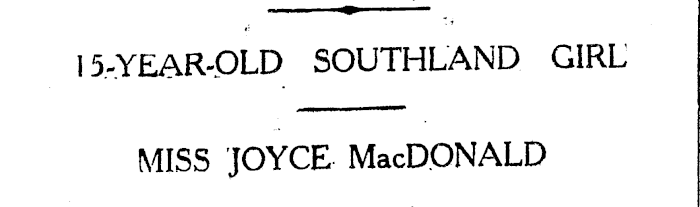 15-YEAR-OLD SOUTHLAND GIRL
MISS JOYCE MacDONALD